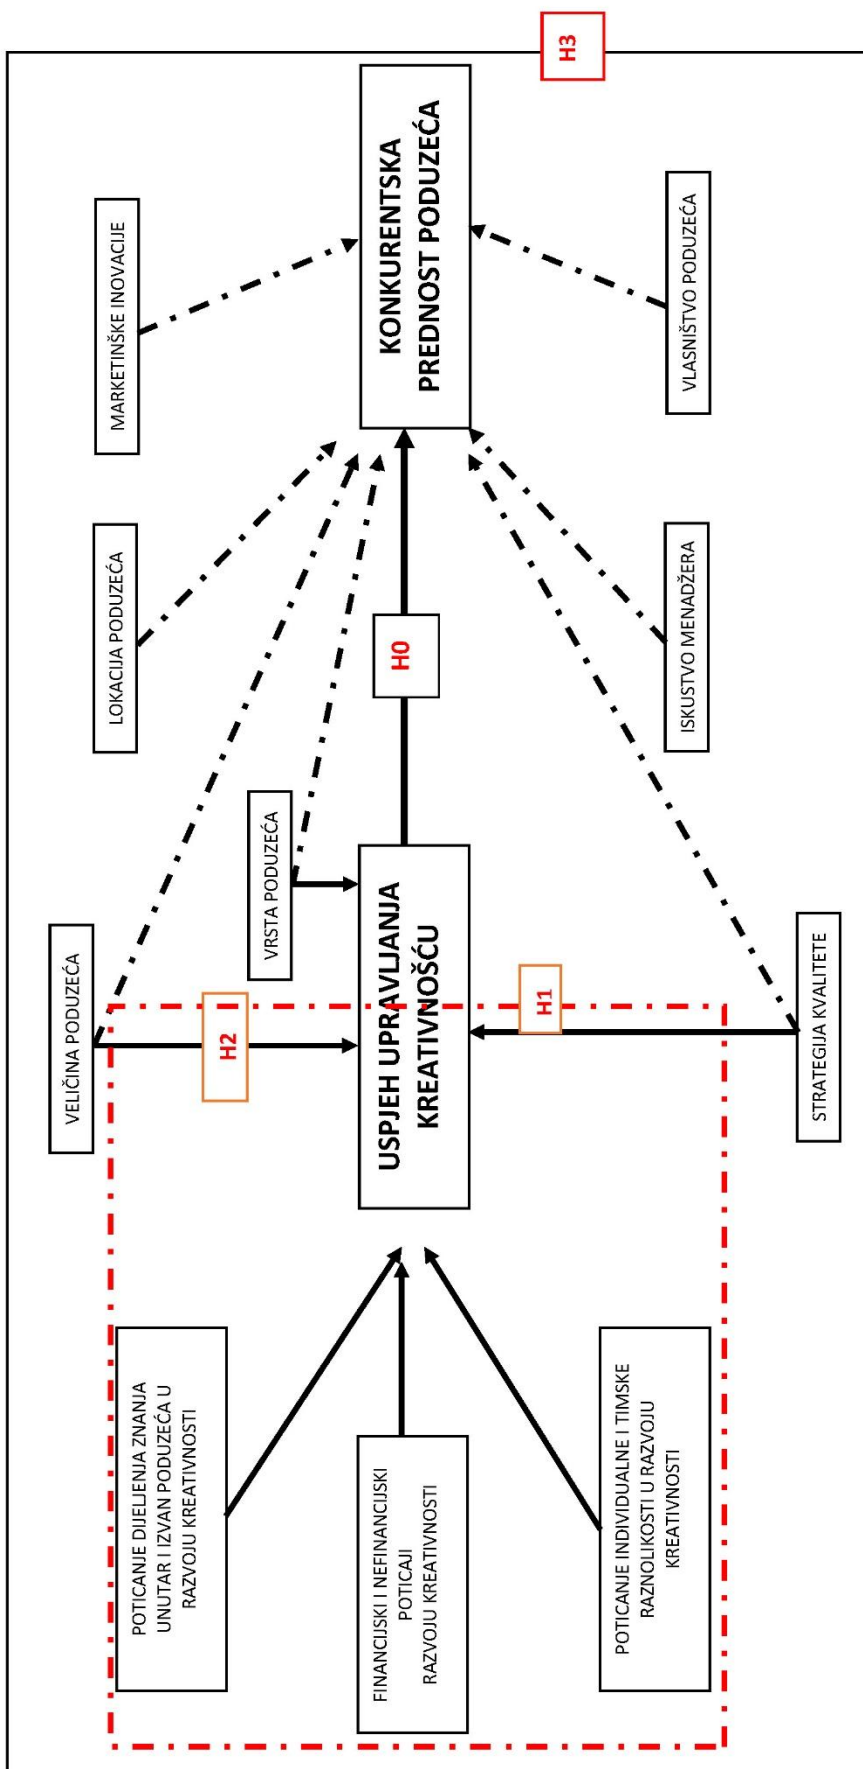 POTICANJE DIJELJENJA ZNANJA
UNUTAR I IZVAN PODUZEĆA U
RAZVOJU KREATIVNOSTI
FINANCIJSKI I NEFINANCIJSKI
POTICAJI
RAZVOJU KREATIVNOSTI
POTICANJE INDIVIDUALNE I TIMSKE
RAZNOLIKOSTI U RAZVOJU
KREATIVNOSTI
VELIČINA PODUZEĆA
H2
VRSTA PODUZEĆA
USPJEH UPRAVLJANJA
KREATIVNOŠĆU
H1
STRATEGIJA KVALITETE
LOKACIJA PODUZEĆA
H0
ISKUSTVO MENADŽERA
MARKETINŠKE INOVACIJE
KONKURENTSKA
PREDNOST PODUZEĆA
VLASNIŠTVO PODUZEĆA
H3